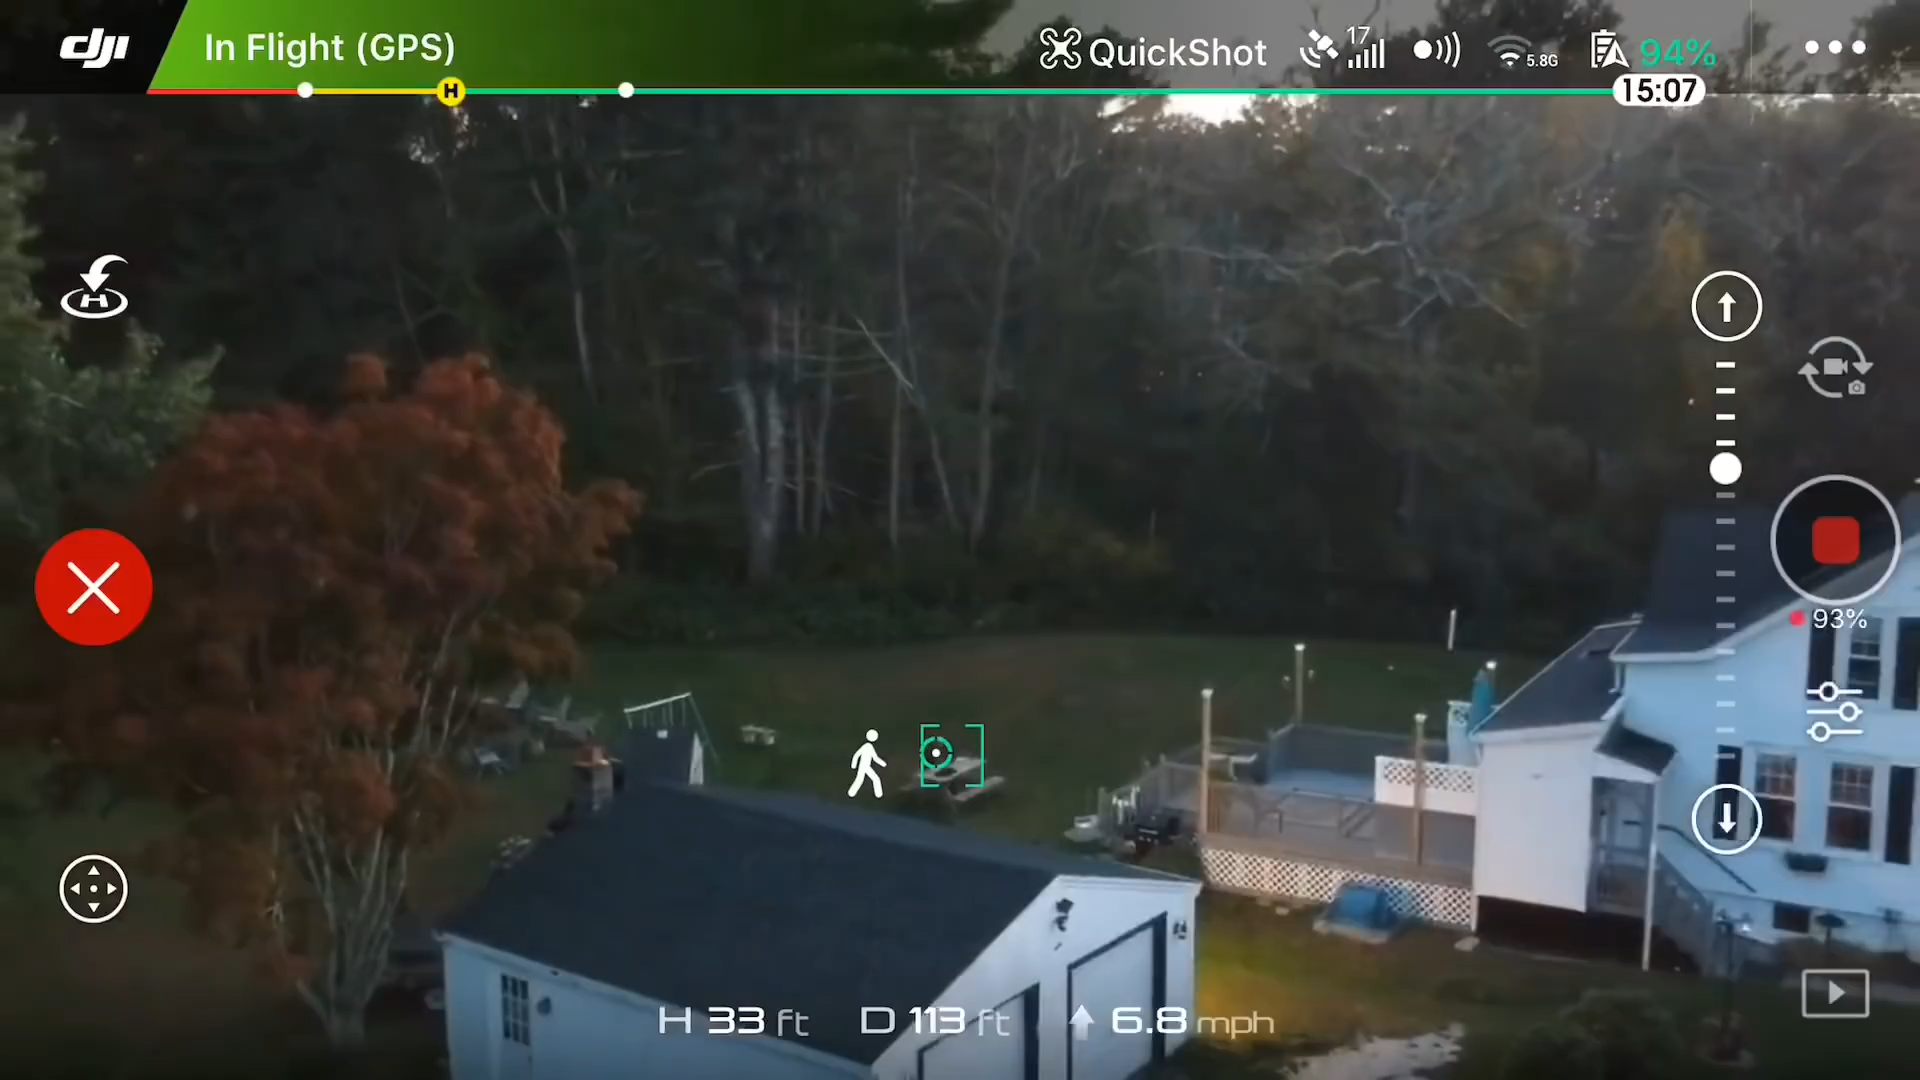 dji In Flight (GPS) QuickShot 17 5.8G 94%
H 15:07
H
93%
H 33 ft D 113 ft 6.8 mph